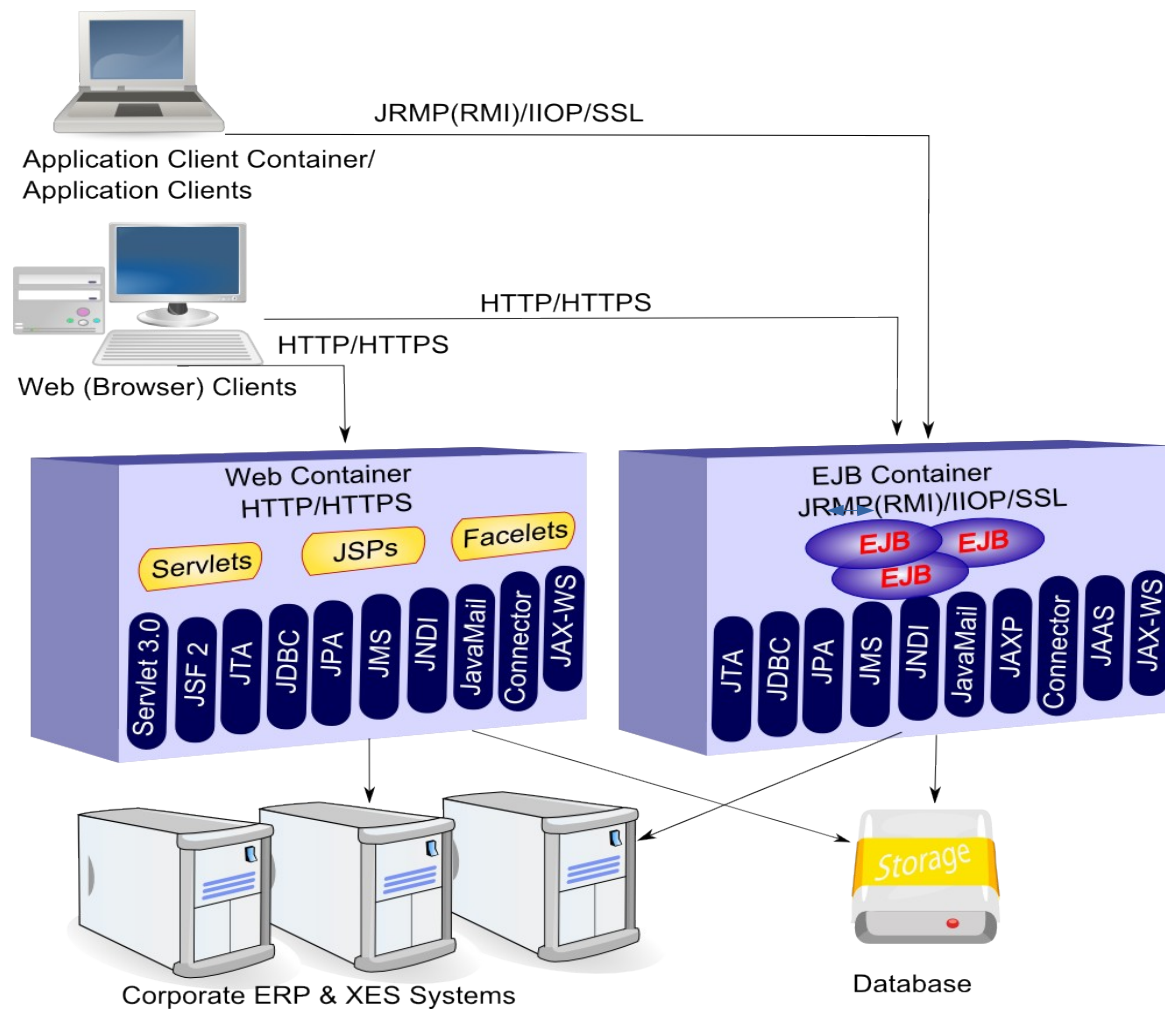 JRMP(RMI)/IIOP/SSL
Application Client Container/
Application Clients
HTTP/HTTPS
HTTP/HTTPS
Web (Browser) Clients
Web Container
HTTP/HTTPS
Servlets
JSPs
Facelets
Servlet 3.0
JSF 2
JTA
JDBC
JPA
JMS
JNDI
JavaMail
Connector
JAX-WS
EJB Container
JRMP(RMI)/IIOP/SSL
EJB
EJB
EJB
JTA
JDBC
JPA
JMS
JNDI
JavaMail
JAXP
Connector
JAAS
JAX-WS
Storage
Corporate ERP & XES Systems
Database